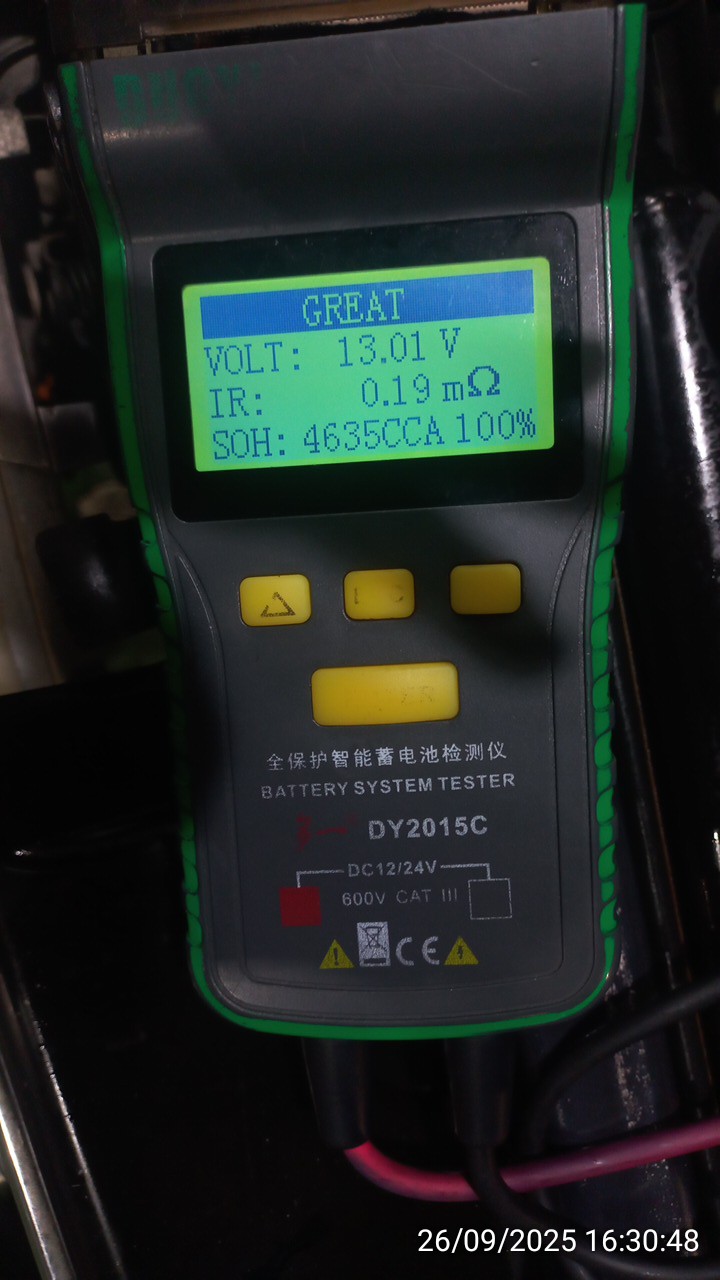 GREAT
VOLT: 13.01 V
IR: 0.19 mΩ
SOH: 4635CCA 100%
全保护智能蓄电池检测仪
BATTERY SYSTEM TESTER
DY2015C
DC12/24V
600V CAT III
CE
26/09/2025 16:30:48